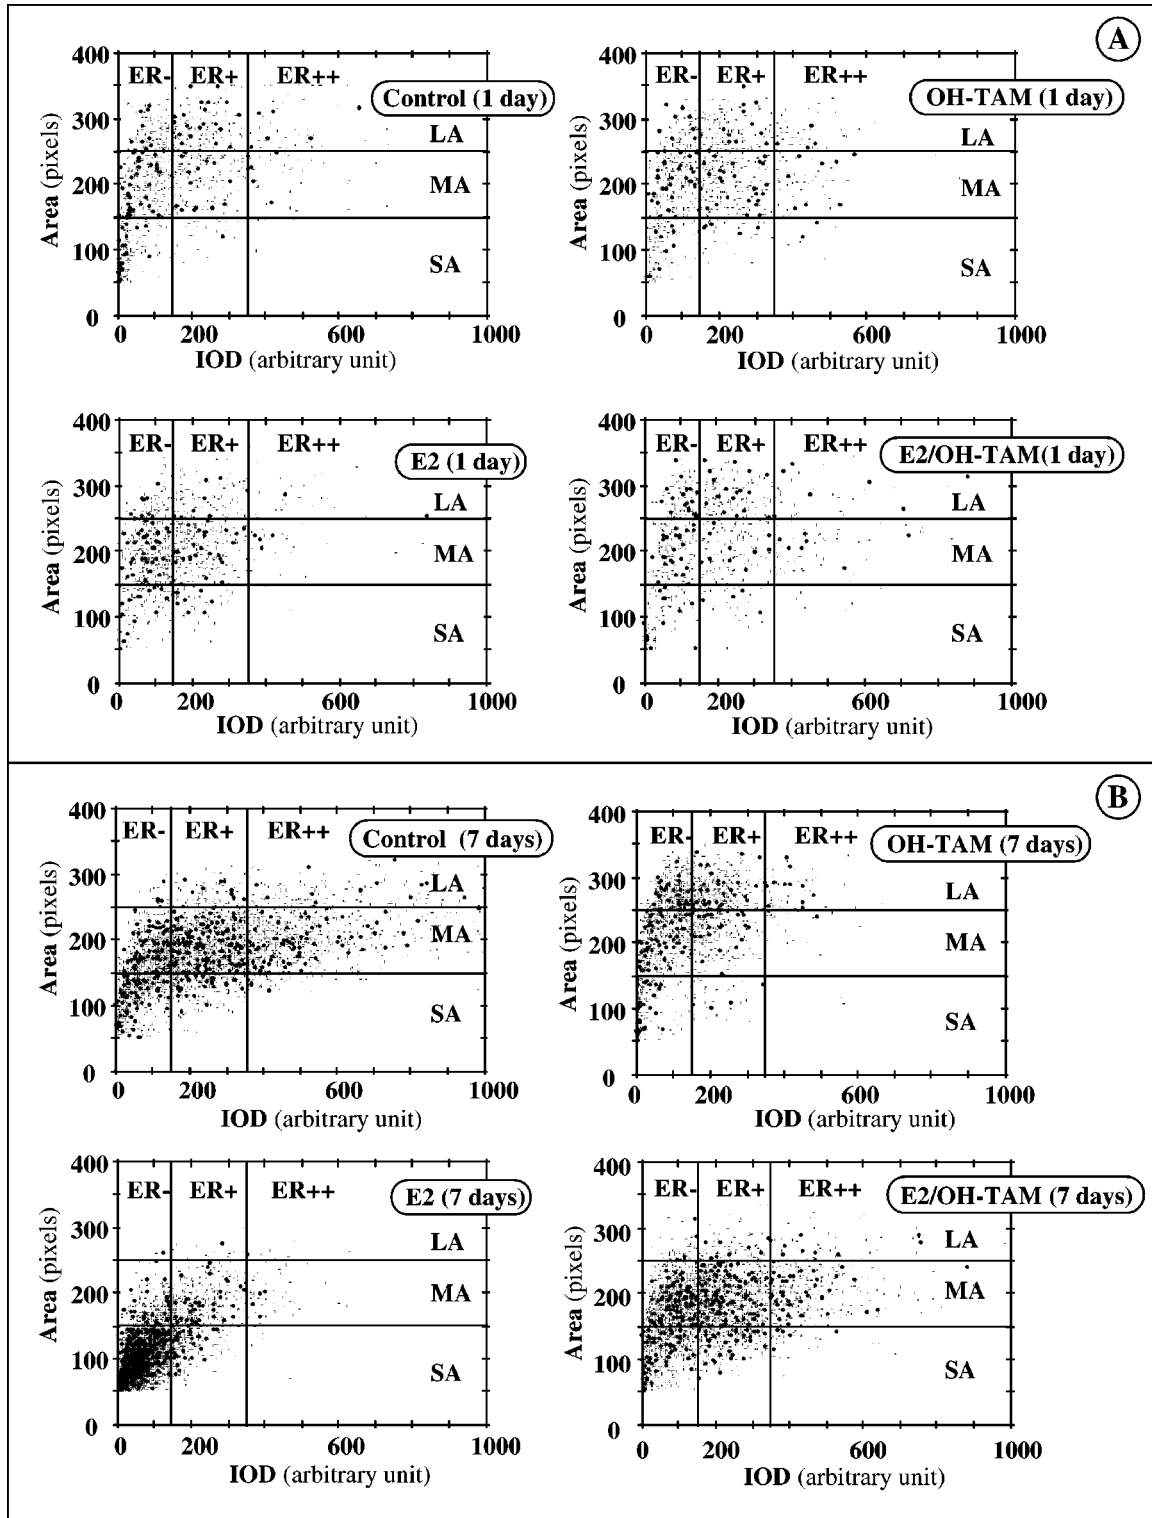 A
400 ER- ER+ ER++
Control (1 day)
300 LA
200 MA
100 SA
0
Area (pixels)
0 200 600 1000
IOD (arbitrary unit)
400 ER- ER+ ER++
OH-TAM (1 day)
300 LA
200 MA
100 SA
0
Area (pixels)
0 200 600 1000
IOD (arbitrary unit)
400 ER- ER+ ER++
E2 (1 day)
300 LA
200 MA
100 SA
0
Area (pixels)
0 200 600 1000
IOD (arbitrary unit)
400 ER- ER+ ER++
E2/OH-TAM(1 day)
300 LA
200 MA
100 SA
0
Area (pixels)
0 200 600 1000
IOD (arbitrary unit)
B
400 ER- ER+ ER++
Control (7 days)
300 LA
200 MA
100 SA
0
Area (pixels)
0 200 600 1000
IOD (arbitrary unit)
400 ER- ER+ ER++
OH-TAM (7 days)
300 LA
200 MA
100 SA
0
Area (pixels)
0 200 600 1000
IOD (arbitrary unit)
400 ER- ER+ ER++
E2 (7 days)
300 LA
200 MA
100 SA
0
Area (pixels)
0 200 600 1000
IOD (arbitrary unit)
400 ER- ER+ ER++
E2/OH-TAM (7 days)
300 LA
200 MA
100 SA
0
Area (pixels)
0 200 600 1000
IOD (arbitrary unit)